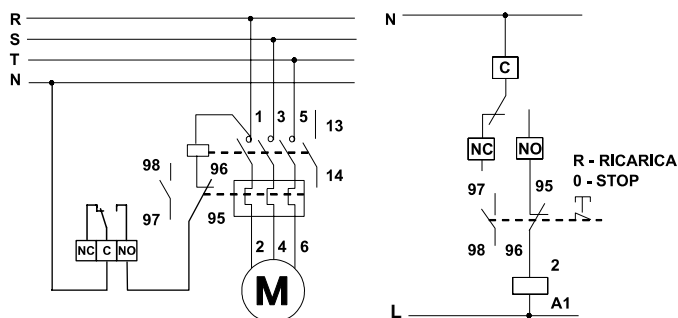 R
S
T
N
1 3 5
13
14
98
96
97
95
NC C NO
2 4 6
M
N
C
NC NO
R - RICARICA
0 - STOP
97 95
98 96
2
A1
L